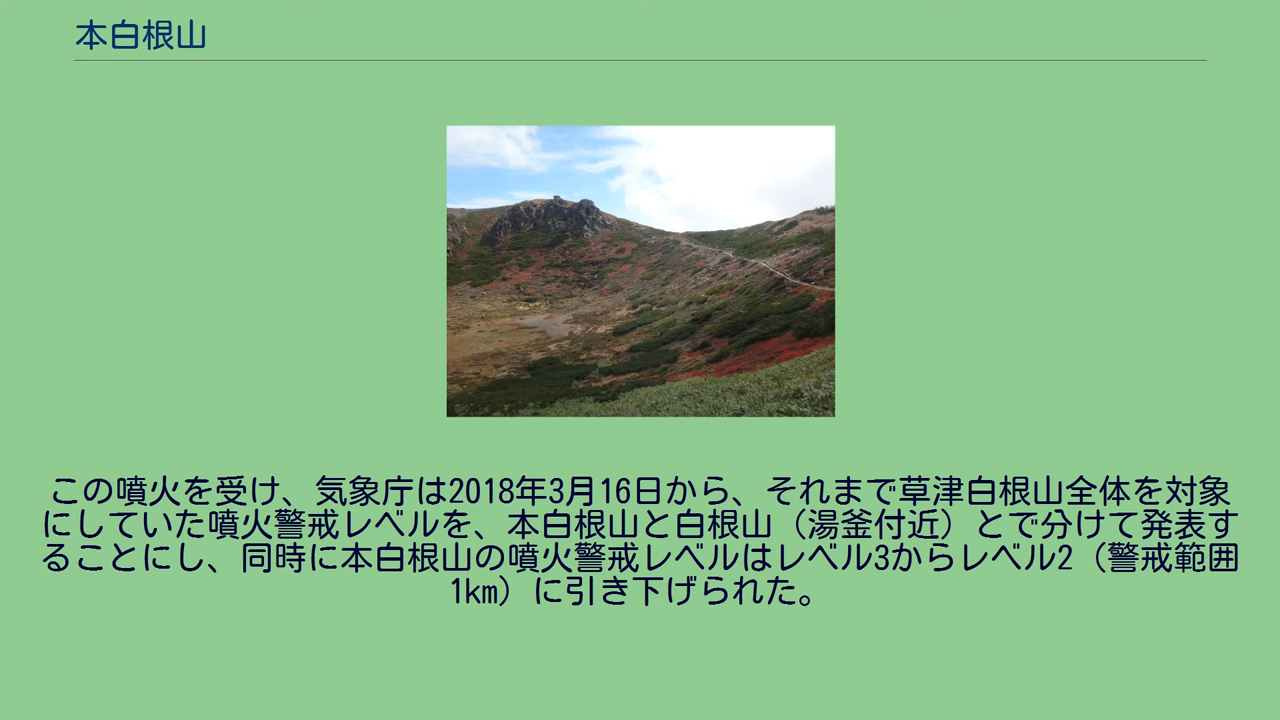 本白根山
この噴火を受け、気象庁は2018年3月16日から、それまで草津白根山全体を対象
にしていた噴火警戒レベルを、本白根山と白根山（湯釜付近）とで分けて発表す
ることにし、同時に本白根山の噴火警戒レベルはレベル3からレベル2（警戒範囲
1km）に引き下げられた。